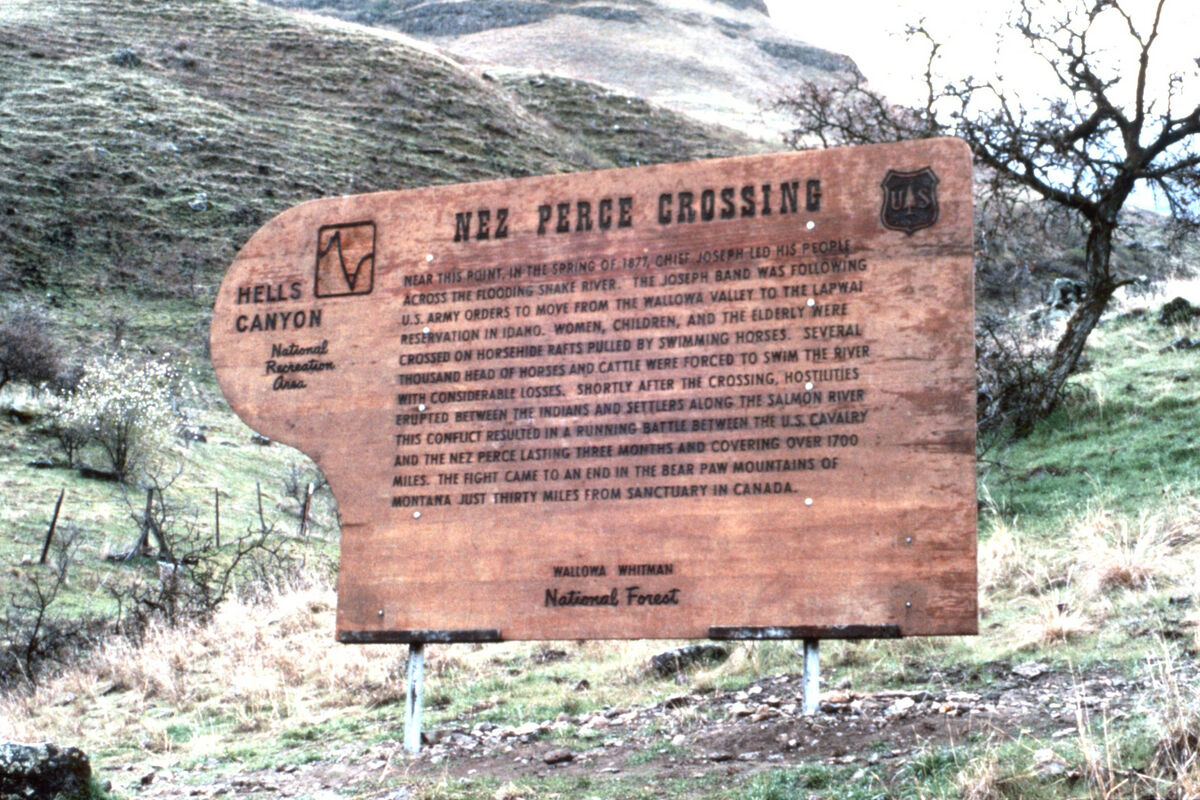 NEZ PERCE CROSSING
US
HELLS
CANYON
National
Recreation
Area
NEAR THIS POINT, IN THE SPRING OF 1877, CHIEF JOSEPH LED HIS PEOPLE
ACROSS THE FLOODING SNAKE RIVER. THE JOSEPH BAND WAS FOLLOWING
U.S. ARMY ORDERS TO MOVE FROM THE WALLOWA VALLEY TO THE LAPWAI
RESERVATION IN IDAHO. WOMEN, CHILDREN, AND THE ELDERLY WERE
CROSSED ON HORSEHIDE RAFTS PULLED BY SWIMMING HORSES. SEVERAL
THOUSAND HEAD OF HORSES AND CATTLE WERE FORCED TO SWIM THE RIVER
WITH CONSIDERABLE LOSSES. SHORTLY AFTER THE CROSSING, HOSTILITIES
ERUPTED BETWEEN THE INDIANS AND SETTLERS ALONG THE SALMON RIVER
THIS CONFLICT RESULTED IN A RUNNING BATTLE BETWEEN THE U.S. CAVALRY
AND THE NEZ PERCE LASTING THREE MONTHS AND COVERING OVER 1700
MILES. THE FIGHT CAME TO AN END IN THE BEAR PAW MOUNTAINS OF
MONTANA JUST THIRTY MILES FROM SANCTUARY IN CANADA.
WALLOWA WHITMAN
National Forest